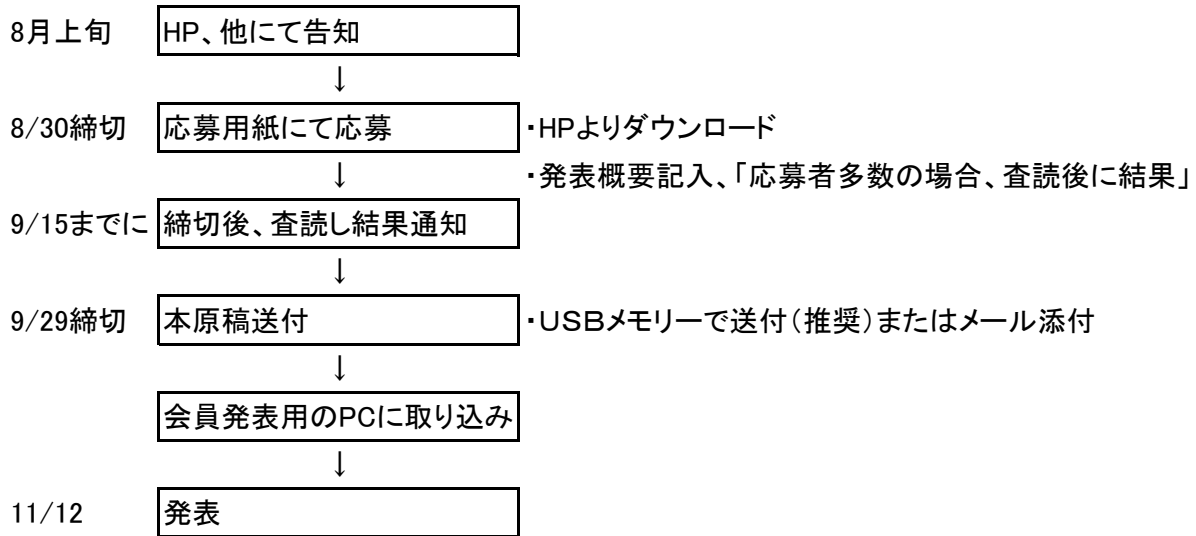 8月上旬 HP、他にて告知
↓
8/30締切 応募用紙にて応募 ・HPよりダウンロード
↓ ・発表概要記入、「応募者多数の場合、査読後に結果」
9/15までに 締切後、査読し結果通知
↓
9/29締切 本原稿送付 ・USBメモリーで送付(推奨)またはメール添付
↓
会員発表用のPCに取り込み
↓
11/12 発表